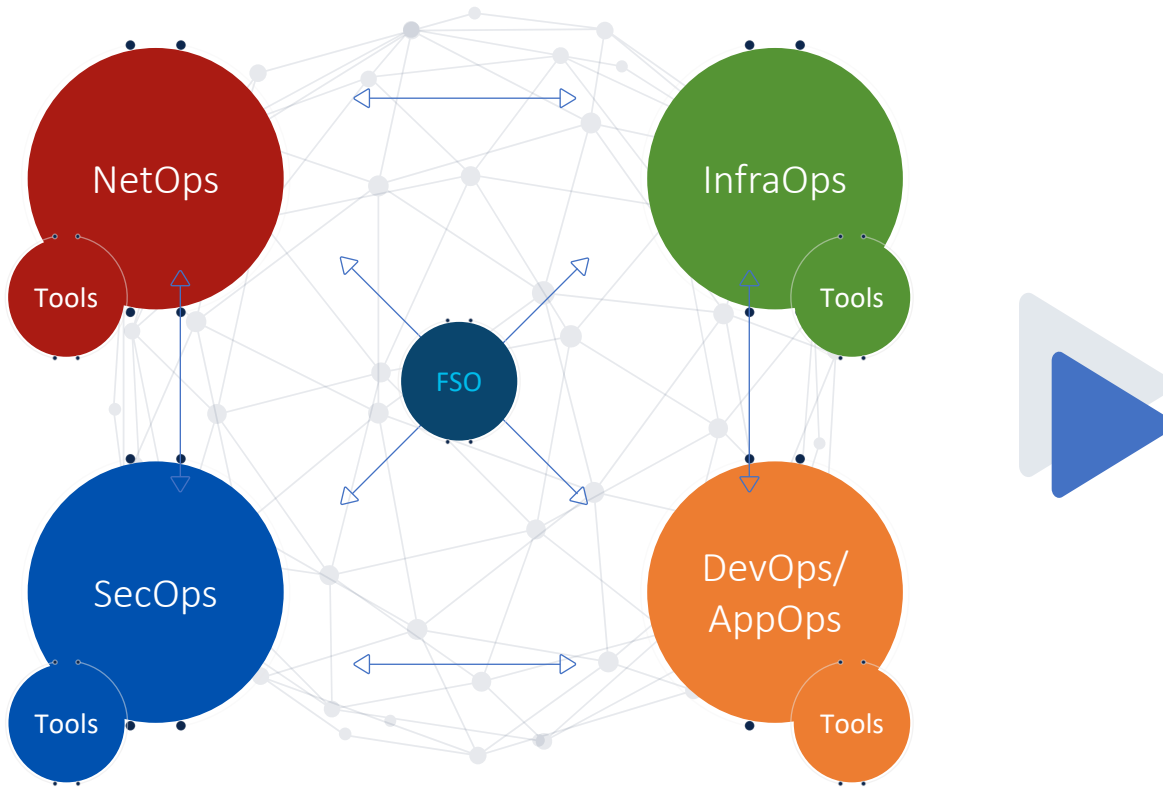 NetOps
InfraOps
Tools
Tools
FSO
SecOps
DevOps/
AppOps
Tools
Tools